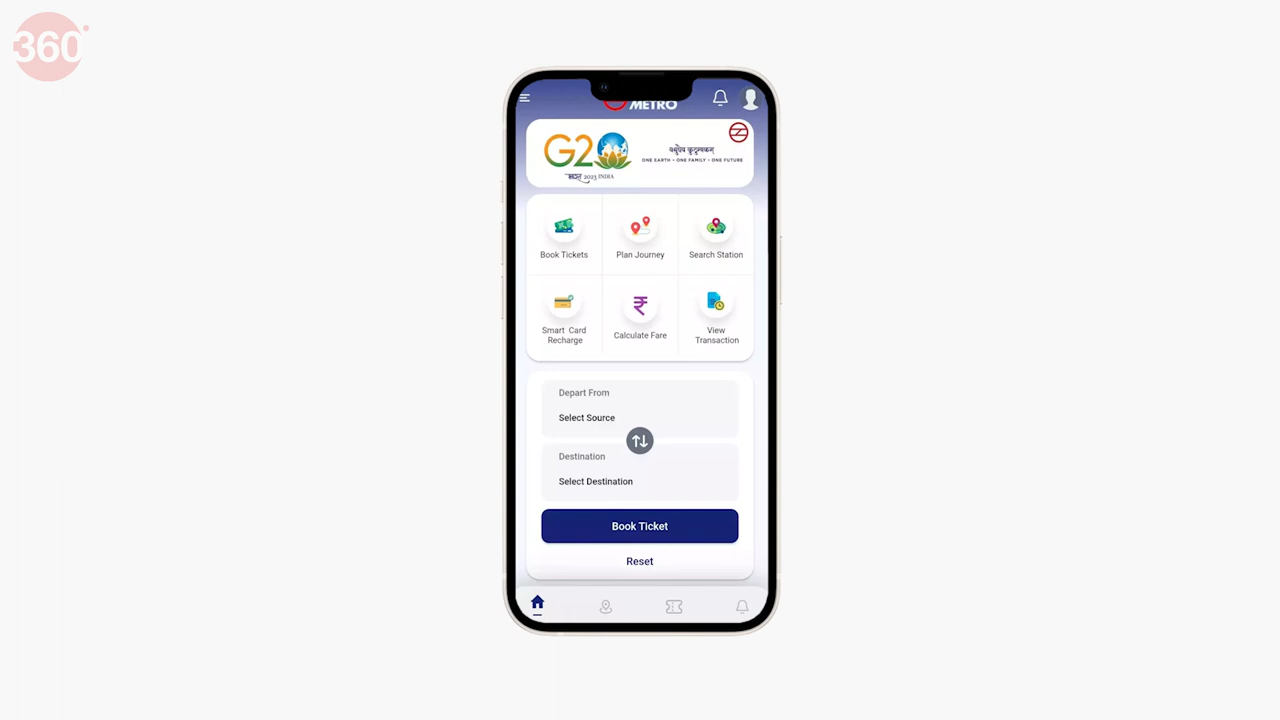 360°
METRO
G20
वसुधैव कुटुम्बकम्
ONE EARTH • ONE FAMILY • ONE FUTURE
भारत 2023 INDIA
Book Tickets
Plan Journey
Search Station
Smart Card
Recharge
Calculate Fare
View
Transaction
Depart From
Select Source
Destination
Select Destination
Book Ticket
Reset